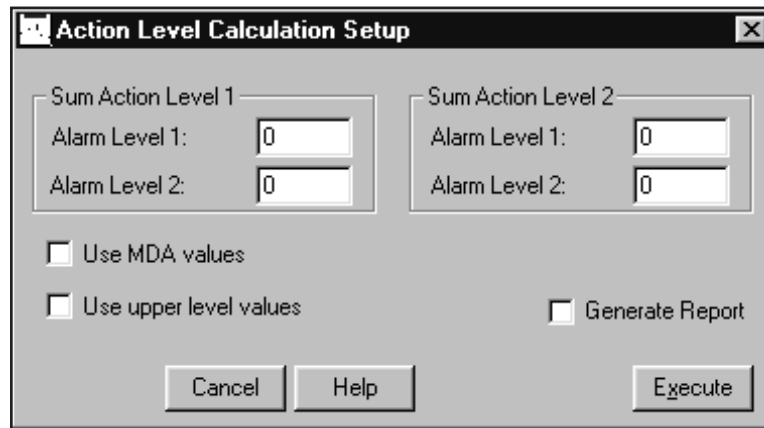 Action Level Calculation Setup
Sum Action Level 1
Alarm Level 1: 0
Alarm Level 2: 0
Sum Action Level 2
Alarm Level 1: 0
Alarm Level 2: 0
Use MDA values
Use upper level values
Generate Report
Cancel Help Execute